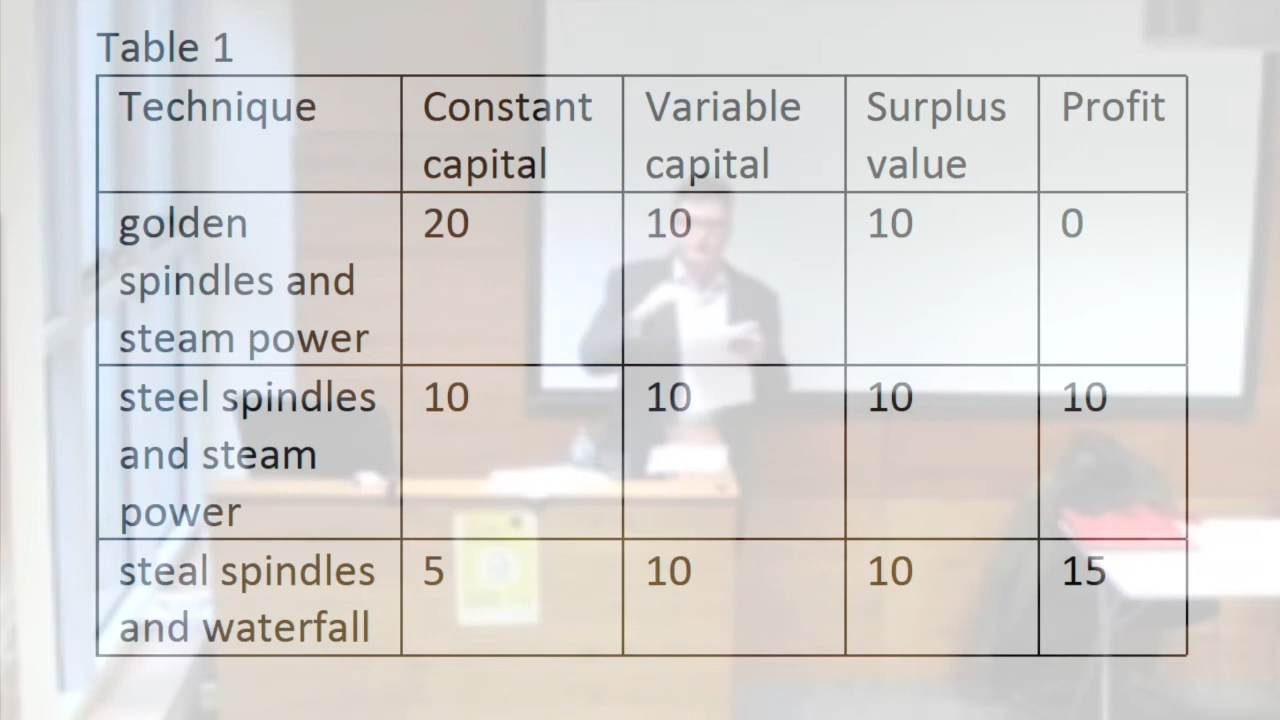 Table 1
Technique Constant capital Variable capital Surplus value Profit
golden spindles and steam power 20 10 10 0
steel spindles and steam power 10 10 10 10
steal spindles and waterfall 5 10 10 15